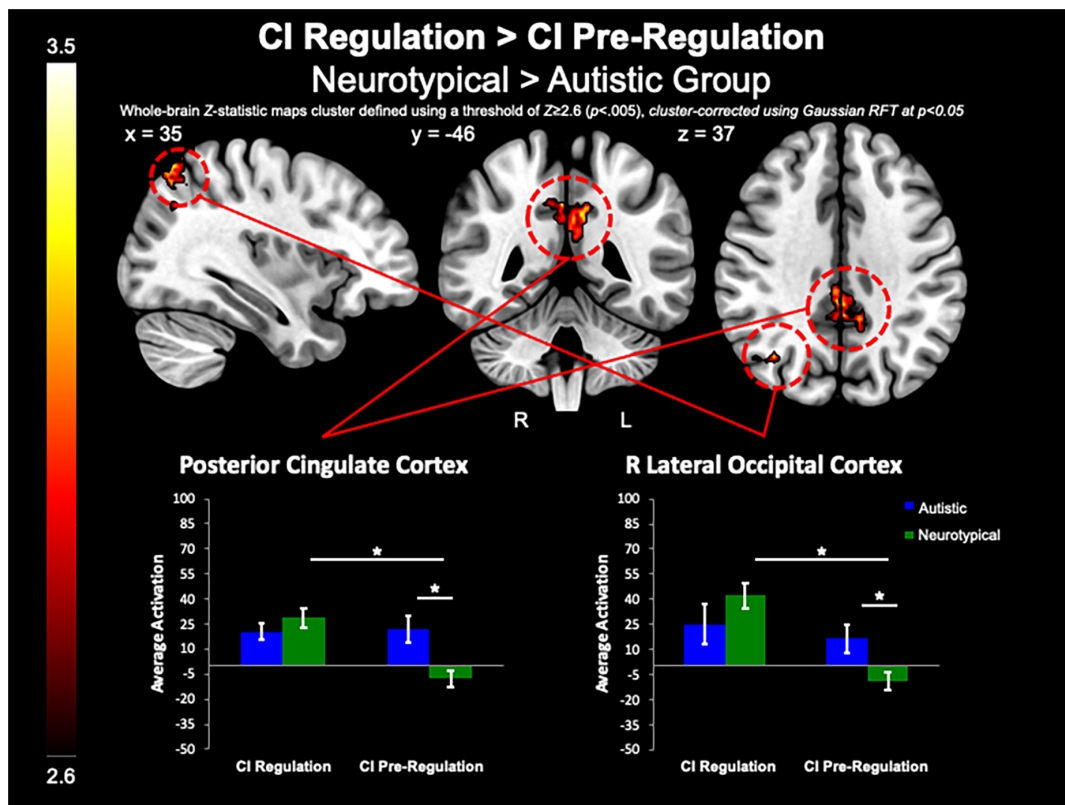 CI Regulation > CI Pre-Regulation
Neurotypical > Autistic Group
Whole-brain Z-statistic maps cluster defined using a threshold of Z≥2.6 (p<.005), cluster-corrected using Gaussian RFT at p<0.05
3.5
x = 35
y = -46
z = 37
R
L
2.6
Posterior Cingulate Cortex
Average Activation
100
85
70
55
40
25
10
-5
-20
-35
-50
*
*
CI Regulation
CI Pre-Regulation
R Lateral Occipital Cortex
Average Activation
100
85
70
55
40
25
10
-5
-20
-35
-50
*
*
Autistic
Neurotypical
CI Regulation
CI Pre-Regulation